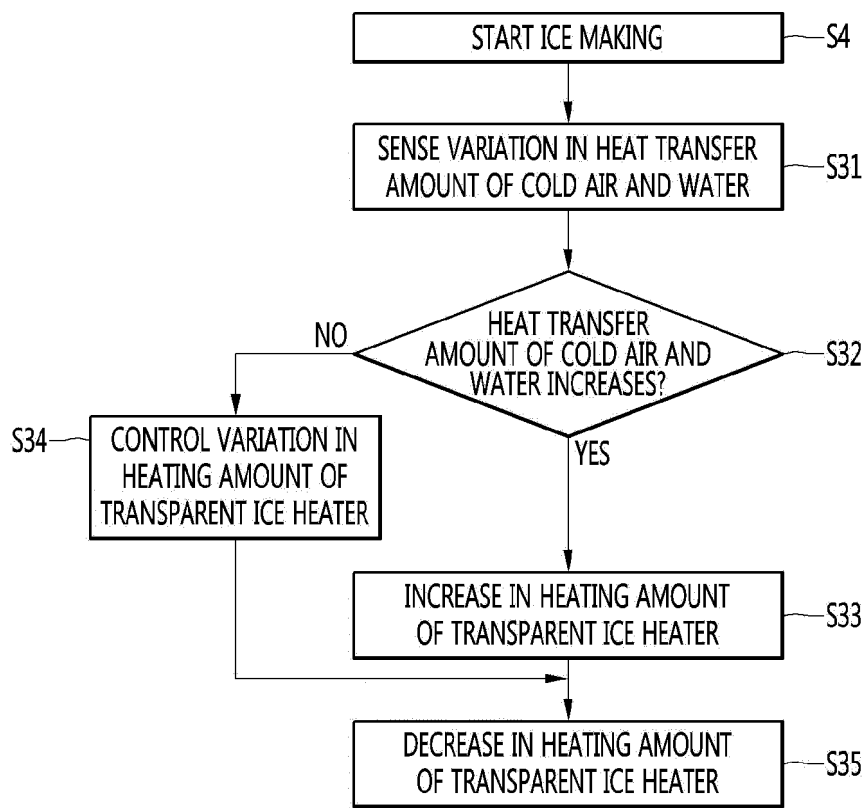 START ICE MAKING
S4
SENSE VARIATION IN HEAT TRANSFER
AMOUNT OF COLD AIR AND WATER
S31
HEAT TRANSFER
AMOUNT OF COLD AIR AND
WATER INCREASES?
S32
NO
YES
S34
CONTROL VARIATION IN
HEATING AMOUNT OF
TRANSPARENT ICE HEATER
INCREASE IN HEATING AMOUNT
OF TRANSPARENT ICE HEATER
S33
DECREASE IN HEATING AMOUNT
OF TRANSPARENT ICE HEATER
S35